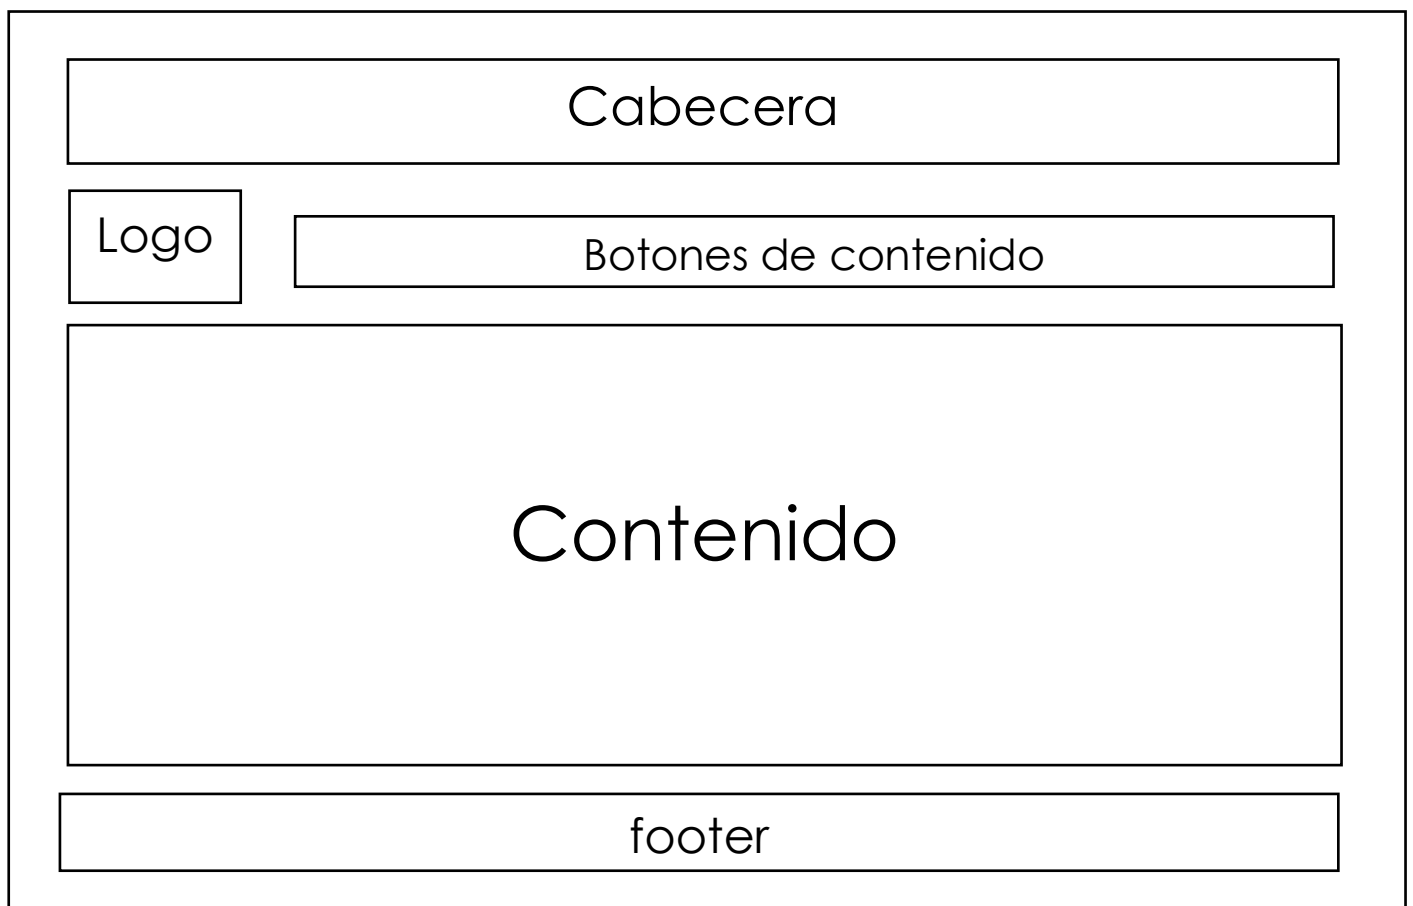 Cabecera
Logo
Botones de contenido
Contenido
footer